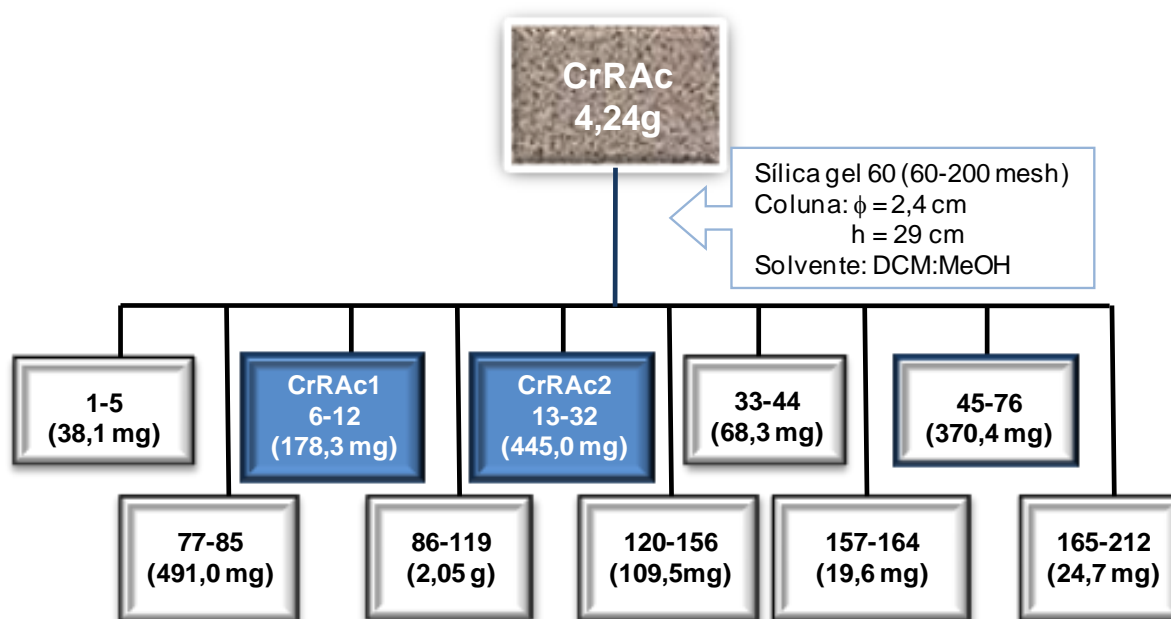 CrRAc
4,24g
Sílica gel 60 (60-200 mesh)
Coluna: ϕ = 2,4 cm
h = 29 cm
Solvente: DCM:MeOH
1-5
(38,1 mg)
CrRAc1
6-12
(178,3 mg)
CrRAc2
13-32
(445,0 mg)
33-44
(68,3 mg)
45-76
(370,4 mg)
77-85
(491,0 mg)
86-119
(2,05 g)
120-156
(109,5mg)
157-164
(19,6 mg)
165-212
(24,7 mg)